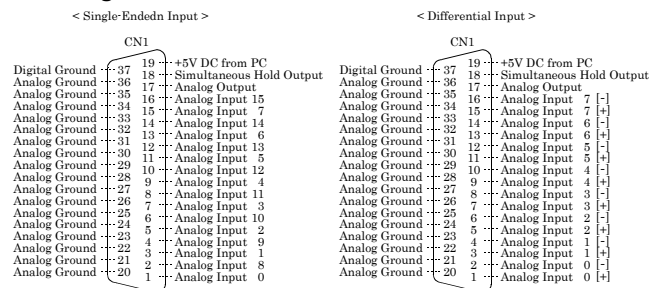 < Single-Endedn Input >
CN1
19 +5V DC from PC
Digital Ground 37
18 Simultaneous Hold Output
Analog Ground 36
17 Analog Output
Analog Ground 35
16 Analog Input 15
Analog Ground 34
15 Analog Input 7
Analog Ground 33
14 Analog Input 14
Analog Ground 32
13 Analog Input 6
Analog Ground 31
12 Analog Input 13
Analog Ground 30
11 Analog Input 5
Analog Ground 29
10 Analog Input 12
Analog Ground 28
9 Analog Input 4
Analog Ground 27
8 Analog Input 11
Analog Ground 26
7 Analog Input 3
Analog Ground 25
6 Analog Input 10
Analog Ground 24
5 Analog Input 2
Analog Ground 23
4 Analog Input 9
Analog Ground 22
3 Analog Input 1
Analog Ground 21
2 Analog Input 8
Analog Ground 20
1 Analog Input 0
< Differential Input >
CN1
19 +5V DC from PC
Digital Ground 37
18 Simultaneous Hold Output
Analog Ground 36
17 Analog Output
Analog Ground 35
16 Analog Input 7 [-]
Analog Ground 34
15 Analog Input 7 [+]
Analog Ground 33
14 Analog Input 6 [-]
Analog Ground 32
13 Analog Input 6 [+]
Analog Ground 31
12 Analog Input 5 [-]
Analog Ground 30
11 Analog Input 5 [+]
Analog Ground 29
10 Analog Input 4 [-]
Analog Ground 28
9 Analog Input 4 [+]
Analog Ground 27
8 Analog Input 3 [-]
Analog Ground 26
7 Analog Input 3 [+]
Analog Ground 25
6 Analog Input 2 [-]
Analog Ground 24
5 Analog Input 2 [+]
Analog Ground 23
4 Analog Input 1 [-]
Analog Ground 22
3 Analog Input 1 [+]
Analog Ground 21
2 Analog Input 0 [-]
Analog Ground 20
1 Analog Input 0 [+]